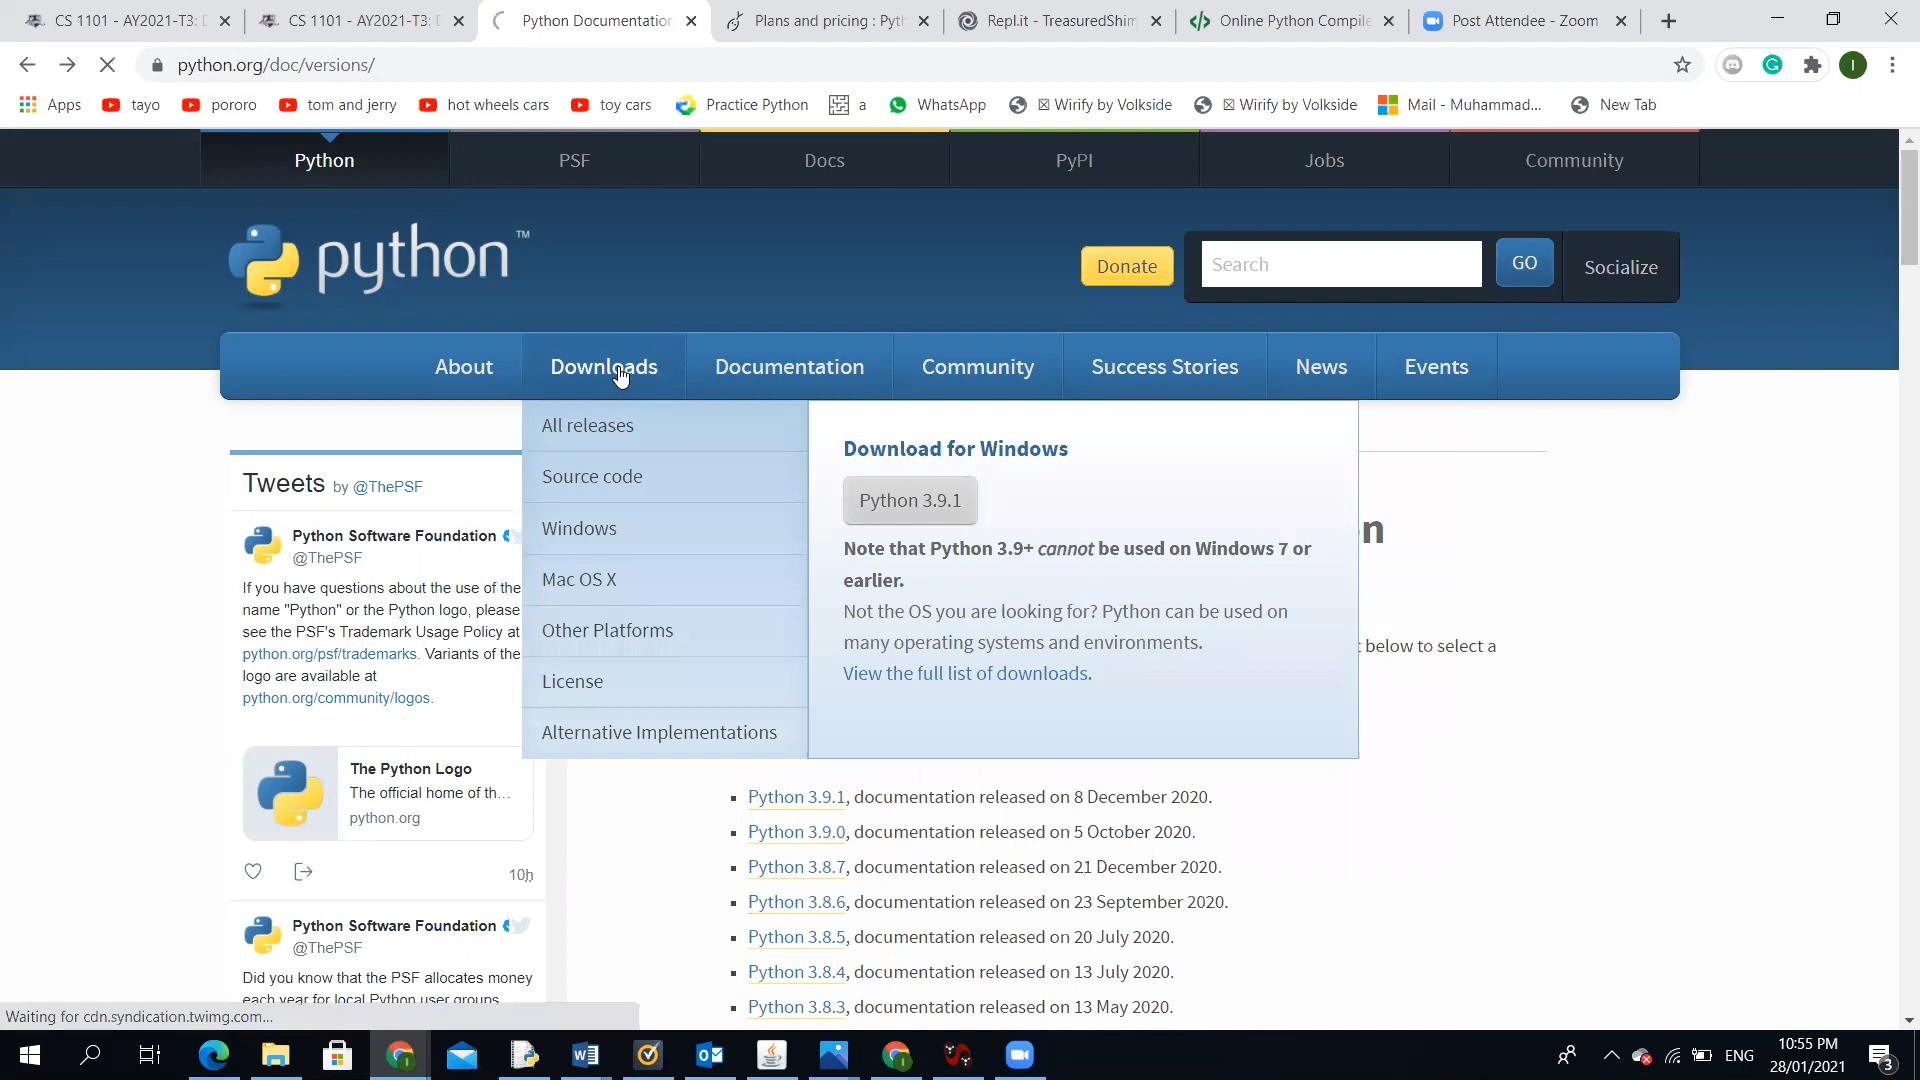 CS 1101 - AY2021-T3: D
CS 1101 - AY2021-T3: D
Python Documentation
Plans and pricing : Pyth
Repl.it - TreasuredShim
Online Python Compile
Post Attendee - Zoom
python.org/doc/versions/
I
Apps
tayo
pororo
tom and jerry
hot wheels cars
toy cars
Practice Python
a
WhatsApp
Wirify by Volkside
Wirify by Volkside
Mail - Muhammad...
New Tab
Python
PSF
Docs
PyPI
Jobs
Community
python™
Donate
Search
GO
Socialize
About
Downloads
Documentation
Community
Success Stories
News
Events
All releases
Source code
Windows
Mac OS X
Other Platforms
License
Alternative Implementations
Download for Windows
Python 3.9.1
Note that Python 3.9+ cannot be used on Windows 7 or
earlier.
Not the OS you are looking for? Python can be used on
many operating systems and environments.
View the full list of downloads.
n
below to select a
Tweets by @ThePSF
Python Software Foundation
@ThePSF
If you have questions about the use of the
name "Python" or the Python logo, please
see the PSF's Trademark Usage Policy at
python.org/psf/trademarks. Variants of the
logo are available at
python.org/community/logos.
The Python Logo
The official home of th...
python.org
10h
Python Software Foundation
@ThePSF
Did you know that the PSF allocates money
each year for local Python user groups
Python 3.9.1, documentation released on 8 December 2020.
Python 3.9.0, documentation released on 5 October 2020.
Python 3.8.7, documentation released on 21 December 2020.
Python 3.8.6, documentation released on 23 September 2020.
Python 3.8.5, documentation released on 20 July 2020.
Python 3.8.4, documentation released on 13 July 2020.
Python 3.8.3, documentation released on 13 May 2020.
Waiting for cdn.syndication.twimg.com...
ENG
10:55 PM
28/01/2021
3